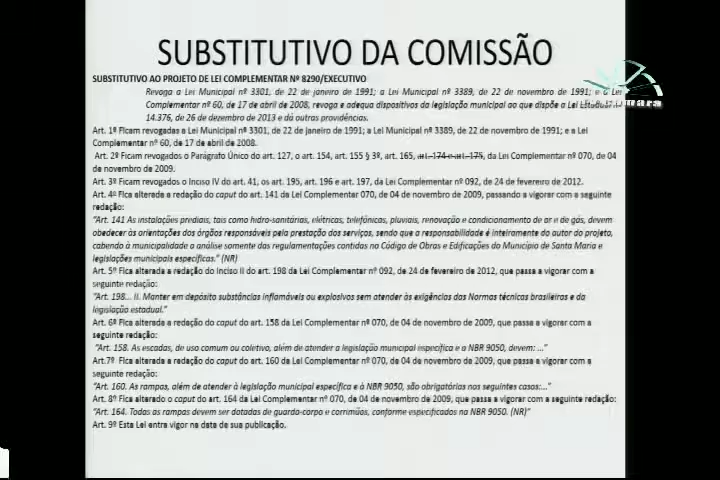 SUBSTITUTIVO DA COMISSÃO
SUBSTITUTIVO AO PROJETO DE LEI COMPLEMENTAR Nº 8290/EXECUTIVO
Revoga a Lei Municipal nº 3301, de 22 de janeiro de 1991; a Lei Municipal nº 3389, de 22 de novembro de 1991; e a Lei
Complementar nº 60, de 17 de abril de 2008, revoga e adequa dispositivos da legislação municipal ao que dispõe a Lei Estadual nº
14.376, de 26 de dezembro de 2013 e dá outras providências.
Art. 1º Ficam revogadas a Lei Municipal nº 3301, de 22 de janeiro de 1991; a Lei Municipal nº 3389, de 22 de novembro de 1991; e a Lei
Complementar nº 60, de 17 de abril de 2008.
Art. 2º Ficam revogados o Parágrafo Único do art. 127, o art. 154, art. 155 § 3º, art. 165, art. 174 e art. 175, da Lei Complementar nº 070, de 04
de novembro de 2009.
Art. 3º Ficam revogados o Inciso IV do art. 41, os art. 195, art. 196 e art. 197, da Lei Complementar nº 092, de 24 de fevereiro de 2012.
Art. 4º Fica alterada a redação do caput do art. 141 da Lei Complementar 070, de 04 de novembro de 2009, passando a vigorar com a seguinte
redação:
“Art. 141 As instalações prediais, tais como hidro-sanitárias, elétricas, telefônicas, pluviais, renovação e condicionamento de ar e de gás, devem
obedecer às orientações dos órgãos responsáveis pela prestação dos serviços, sendo que a responsabilidade é inteiramente do autor do projeto,
cabendo à municipalidade a análise somente das regulamentações contidas no Código de Obras e Edificações do Município de Santa Maria e
legislações municipais específicas.” (NR)
Art. 5º Fica alterada a redação do Inciso II do art. 198 da Lei Complementar nº 092, de 24 de fevereiro de 2012, que passa a vigorar com a
seguinte redação:
“Art. 198... II. Manter em depósito substâncias inflamáveis ou explosivos sem atender às exigências das Normas técnicas brasileiras e da
legislação estadual.”
Art. 6º Fica alterada a redação do caput do art. 158 da Lei Complementar nº 070, de 04 de novembro de 2009, que passa a vigorar com a
seguinte redação:
“Art. 158. As escadas, de uso comum ou coletivo, além de atender a legislação municipal específica e a NBR 9050, devem: ...”
Art.7º Fica alterada a redação do caput do art. 160 da Lei Complementar nº 070, de 04 de novembro de 2009, que passa a vigorar com a
seguinte redação:
“Art. 160. As rampas, além de atender à legislação municipal específica e à NBR 9050, são obrigatórias nos seguintes casos:...”
Art. 8º Fica alterado o caput do art. 164 da Lei Complementar nº 070, de 04 de novembro de 2009, que passa a vigorar com a seguinte redação:
“Art. 164. Todas as rampas devem ser dotadas de guarda-corpo e corrimãos, conforme especificados na NBR 9050. (NR)”
Art. 9º Esta Lei entra vigor na data de sua publicação.